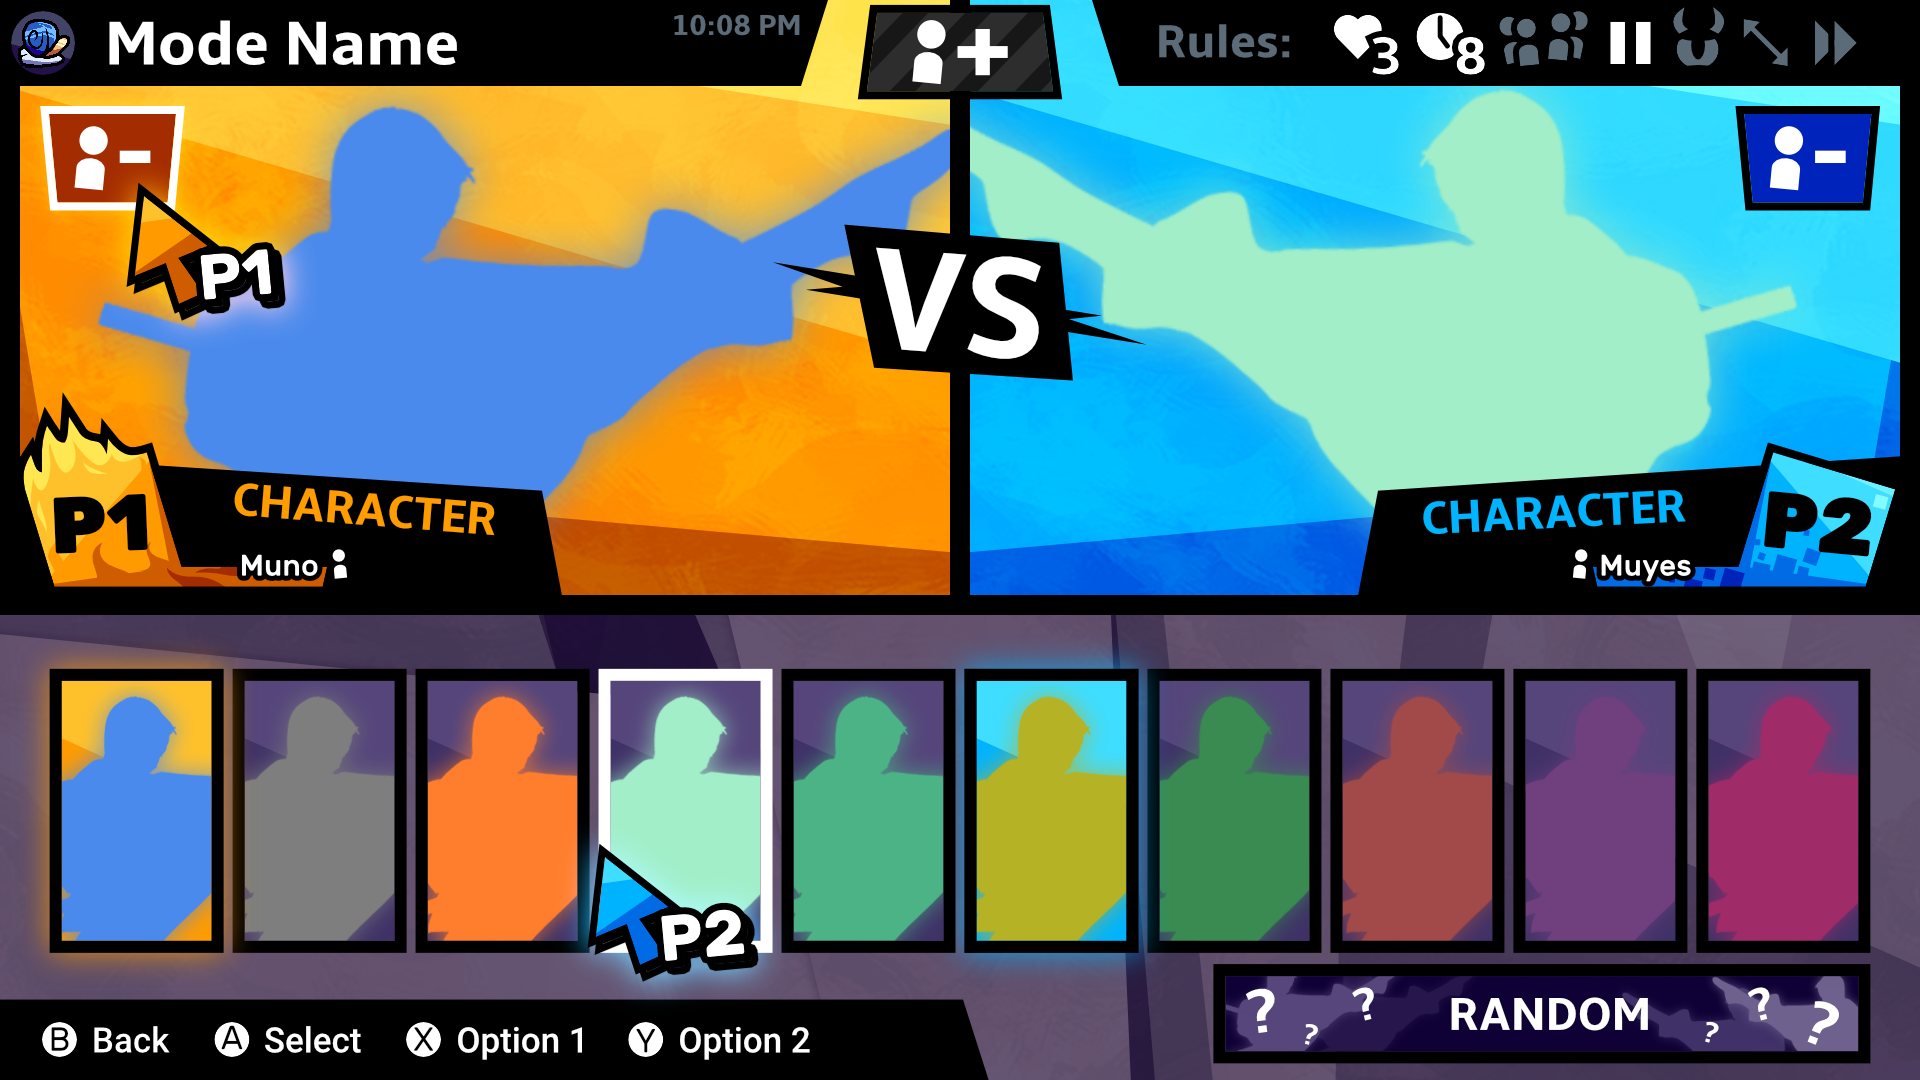 Mode Name
10:08 PM
Rules:
3
8
P1
VS
P1
CHARACTER
Muno
CHARACTER
Muyes
P2
P2
? ? ? RANDOM ? ? ?
B Back
A Select
X Option 1
Y Option 2